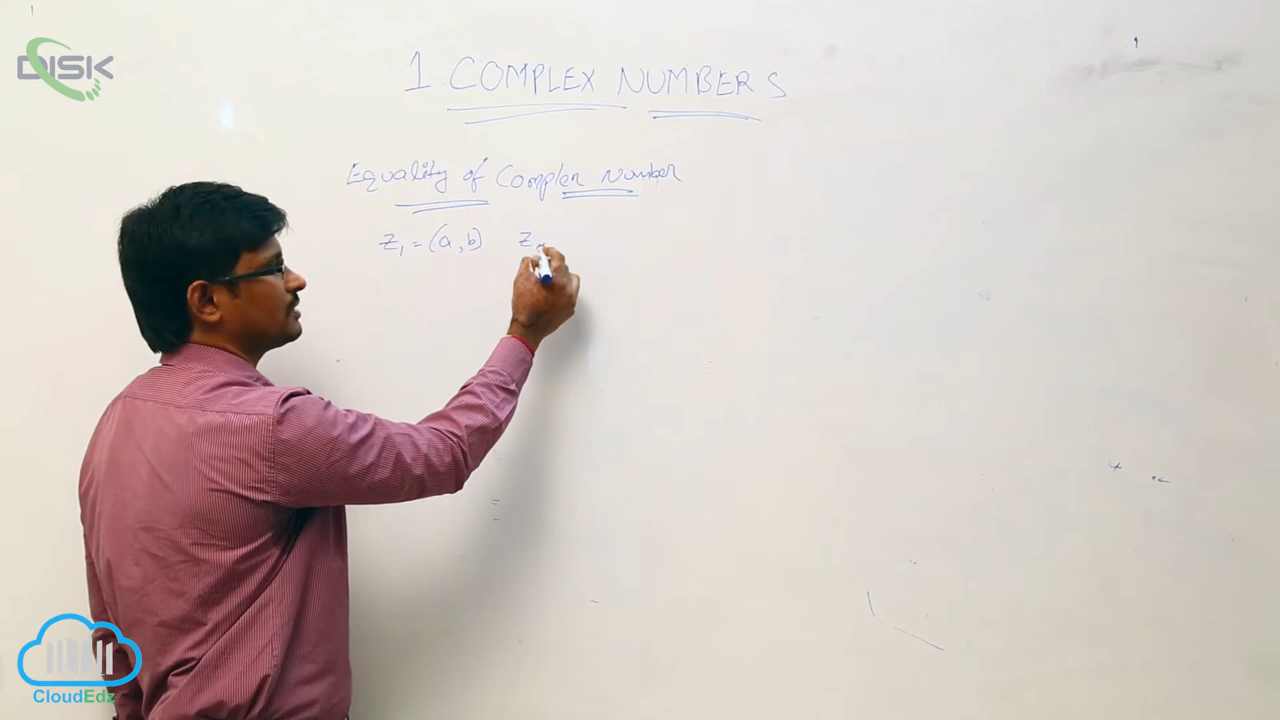 DISK
1 COMPLEX NUMBERS
Equality of Complex Number
Z₁ = (a, b) Z
CloudEdz